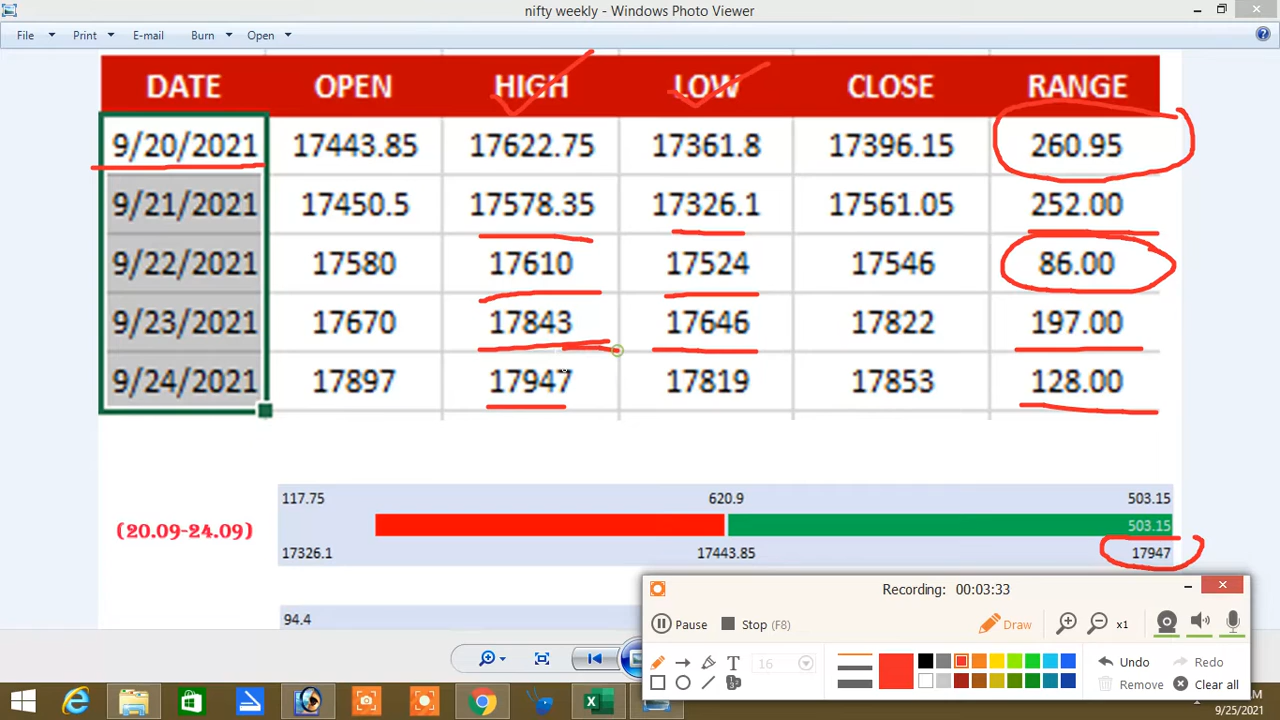 nifty weekly - Windows Photo Viewer
File Print E-mail Burn Open
DATE OPEN HIGH LOW CLOSE RANGE
9/20/2021 17443.85 17622.75 17361.8 17396.15 260.95
9/21/2021 17450.5 17578.35 17326.1 17561.05 252.00
9/22/2021 17580 17610 17524 17546 86.00
9/23/2021 17670 17843 17646 17822 197.00
9/24/2021 17897 17947 17819 17853 128.00
117.75 620.9 503.15
(20.09-24.09) 503.15
17326.1 17443.85 17947
94.4
Recording: 00:03:33
Pause Stop (F8) Draw x1
T 16 Undo Redo
Remove Clear all
9/25/2021